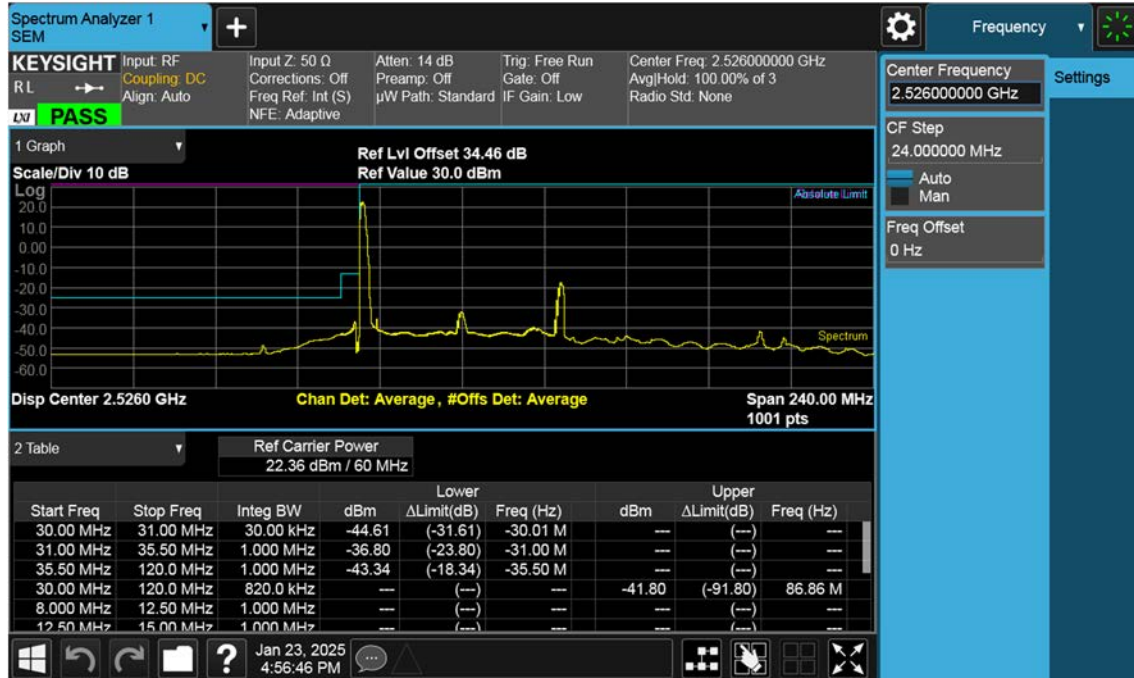 Spectrum Analyzer 1
SEM
Frequency
KEYSIGHT
R L
LXI PASS
Input: RF
Coupling: DC
Align: Auto
Input Z: 50 Ω
Corrections: Off
Freq Ref: Int (S)
NFE: Adaptive
Atten: 14 dB
Preamp: Off
µW Path: Standard
Trig: Free Run
Gate: Off
IF Gain: Low
Center Freq: 2.526000000 GHz
Avg|Hold: 100.00% of 3
Radio Std: None
Center Frequency
2.526000000 GHz
Settings
CF Step
24.000000 MHz
Auto
Man
Freq Offset
0 Hz
1 Graph
Scale/Div 10 dB
Ref Lvl Offset 34.46 dB
Ref Value 30.0 dBm
Log
20.0
10.0
0.00
-10.0
-20.0
-30.0
-40.0
-50.0
-60.0
Absolute Limit
Spectrum
Disp Center 2.5260 GHz
Chan Det: Average, #Offs Det: Average
Span 240.00 MHz
1001 pts
2 Table
Ref Carrier Power
22.36 dBm / 60 MHz
Lower Upper
Start Freq Stop Freq Integ BW dBm ΔLimit(dB) Freq (Hz) dBm ΔLimit(dB) Freq (Hz)
30.00 MHz 31.00 MHz 30.00 kHz -44.61 (-31.61) -30.01 M --- (---) ---
31.00 MHz 35.50 MHz 1.000 MHz -36.80 (-23.80) -31.00 M --- (---) ---
35.50 MHz 120.0 MHz 1.000 MHz -43.34 (-18.34) -35.50 M --- (---) ---
30.00 MHz 120.0 MHz 820.0 kHz --- (---) --- -41.80 (-91.80) 86.86 M
8.000 MHz 12.50 MHz 1.000 MHz --- (---) --- --- (---) ---
12.50 MHz 15.00 MHz 1.000 MHz --- (---) --- --- (---) ---
?
Jan 23, 2025
4:56:46 PM